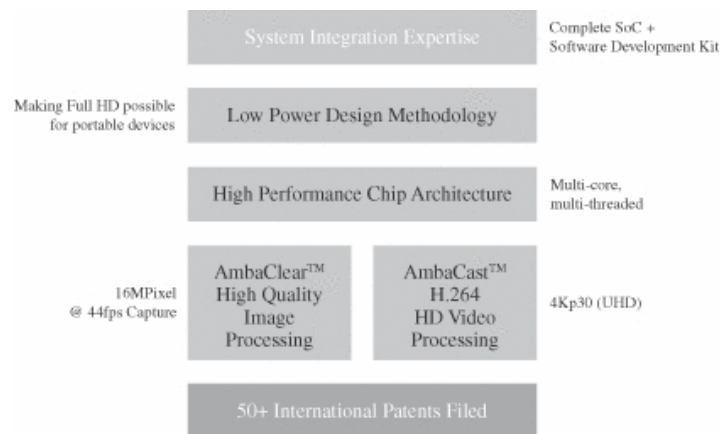 System Integration Expertise
Complete SoC +
Software Development Kit
Making Full HD possible
for portable devices
Low Power Design Methodology
High Performance Chip Architecture
Multi-core,
multi-threaded
16MPixel
@ 44fps Capture
AmbaClear™
High Quality
Image
Processing
AmbaCast™
H.264
HD Video
Processing
4Kp30 (UHD)
50+ International Patents Filed